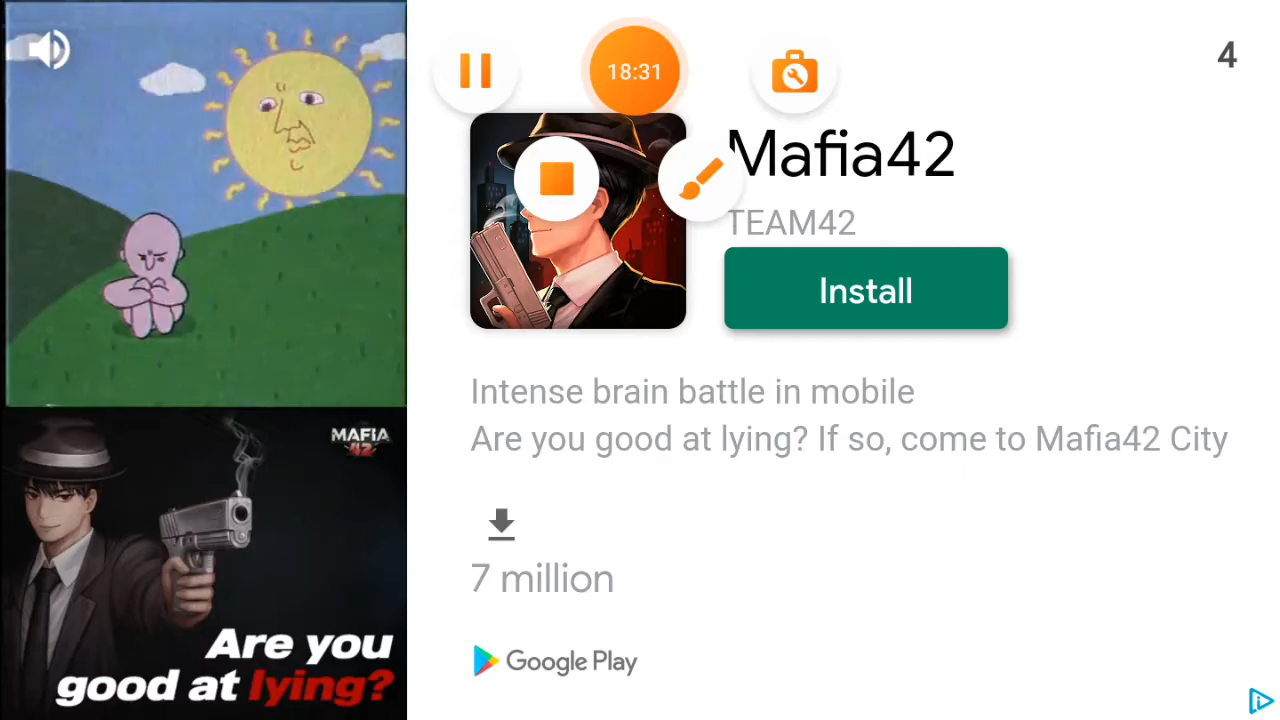 18:31
4
Mafia42
TEAM42
Install
Intense brain battle in mobile
Are you good at lying? If so, come to Mafia42 City
7 million
Google Play
MAFIA
42
Are you
good at lying?